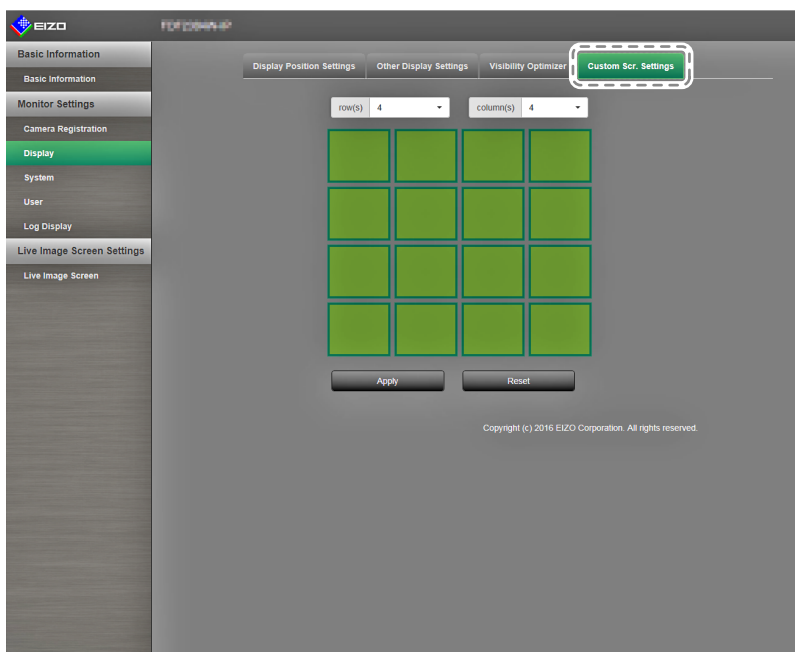 EIZO
Basic Information
Basic Information
Monitor Settings
Camera Registration
Display
System
User
Log Display
Live Image Screen Settings
Live Image Screen
Display Position Settings
Other Display Settings
Visibility Optimizer
Custom Scr. Settings
row(s) 4
column(s) 4
Apply
Reset
Copyright (c) 2016 EIZO Corporation. All rights reserved.